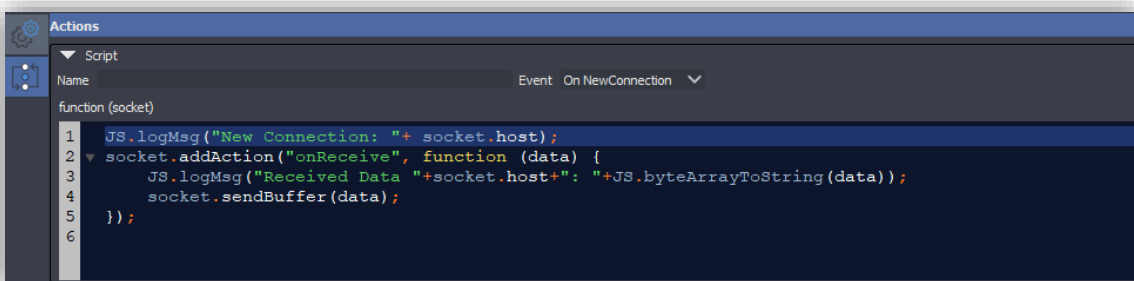 Actions
Script
Name Event On NewConnection
function (socket)
1 JS.logMsg("New Connection: "+ socket.host);
2 socket.addAction("onReceive", function (data) {
3 JS.logMsg("Received Data "+socket.host+": "+JS.byteArrayToString(data));
4 socket.sendBuffer(data);
5 });
6